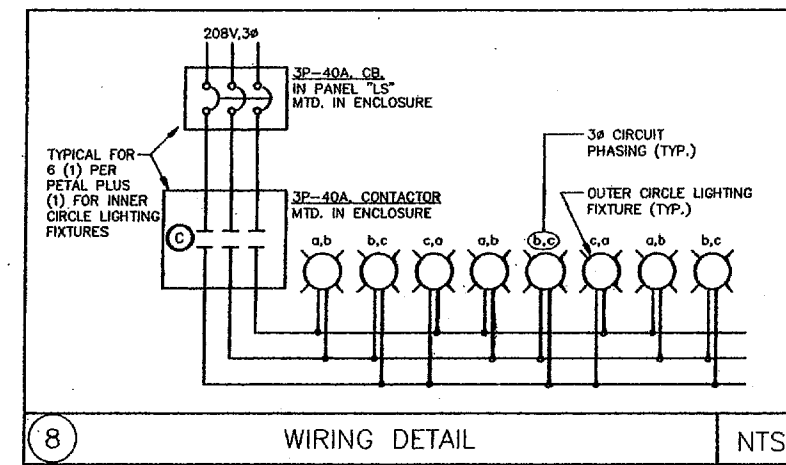 208V,3ø
3P-40A. CB.
IN PANEL "LS"
MTD. IN ENCLOSURE
TYPICAL FOR
6 (1) PER
PETAL PLUS
(1) FOR INNER
CIRCLE LIGHTING
FIXTURES
3ø CIRCUIT
PHASING (TYP.)
3P-40A. CONTACTOR
MTD. IN ENCLOSURE
OUTER CIRCLE LIGHTING
FIXTURE (TYP.)
C
a,b b,c c,a a,b b,c c,a a,b b,c
8 WIRING DETAIL NTS